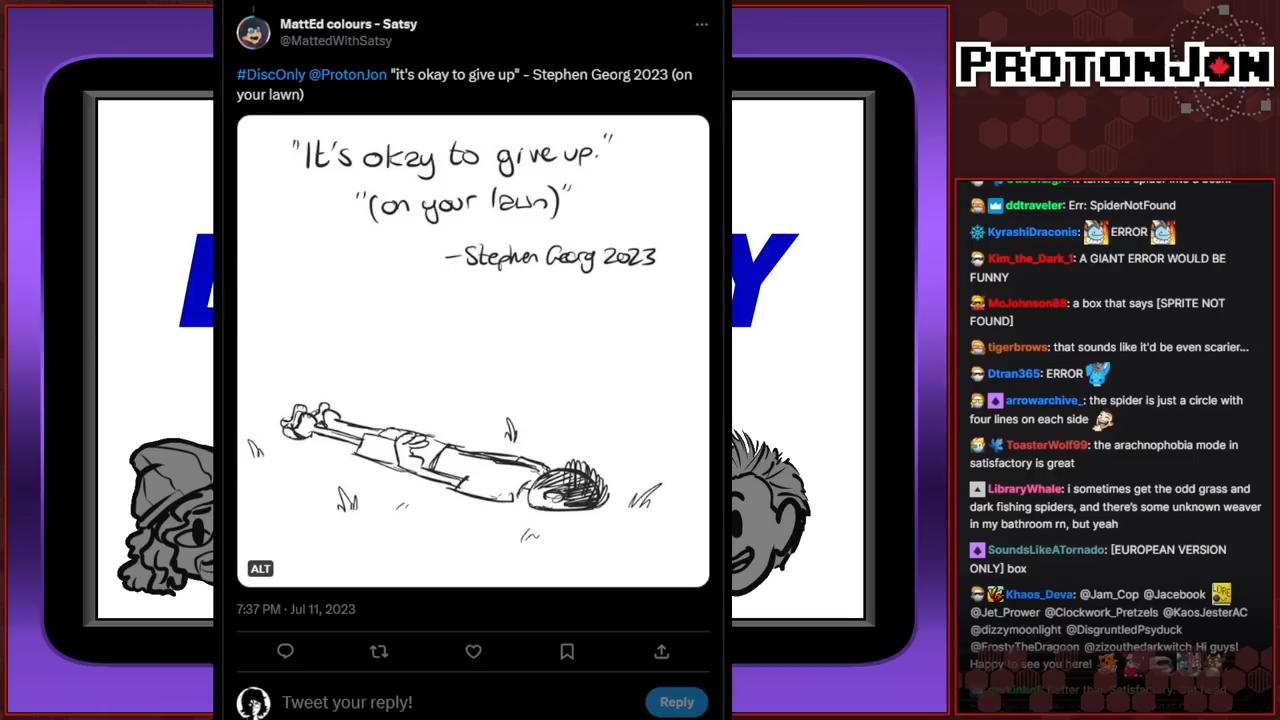 MattEd colours - Satsy
@MattedWithSatsy
#DiscOnly @ProtonJon "it's okay to give up" - Stephen Georg 2023 (on
your lawn)
"It's okay to give up."
"(on your lawn)"
-Stephen Georg 2023
ALT
7:37 PM · Jul 11, 2023
Tweet your reply!
Reply
Y
PROTONJON
ddtraveler: Err: SpiderNotFound
KyrashiDraconis: ERROR
Kim_the_Dark_1: A GIANT ERROR WOULD BE
FUNNY
McJohnson88: a box that says [SPRITE NOT
FOUND]
tigerbrows: that sounds like it'd be even scarier...
Dtran365: ERROR
arrowarchive_: the spider is just a circle with
four lines on each side
ToasterWolf99: the arachnophobia mode in
satisfactory is great
LibraryWhale: i sometimes get the odd grass and
dark fishing spiders, and there's some unknown weaver
in my bathroom rn, but yeah
SoundsLikeATornado: [EUROPEAN VERSION
ONLY] box
Khaos_Deva: @Jam_Cop @Jacebook
@Jet_Prower @Clockwork_Pretzels @KaosJesterAC
@dizzymoonlight @DisgruntledPsyduck
@FrostyTheDragoon @zizouthedarkwitch Hi guys!
Happy to see you here!